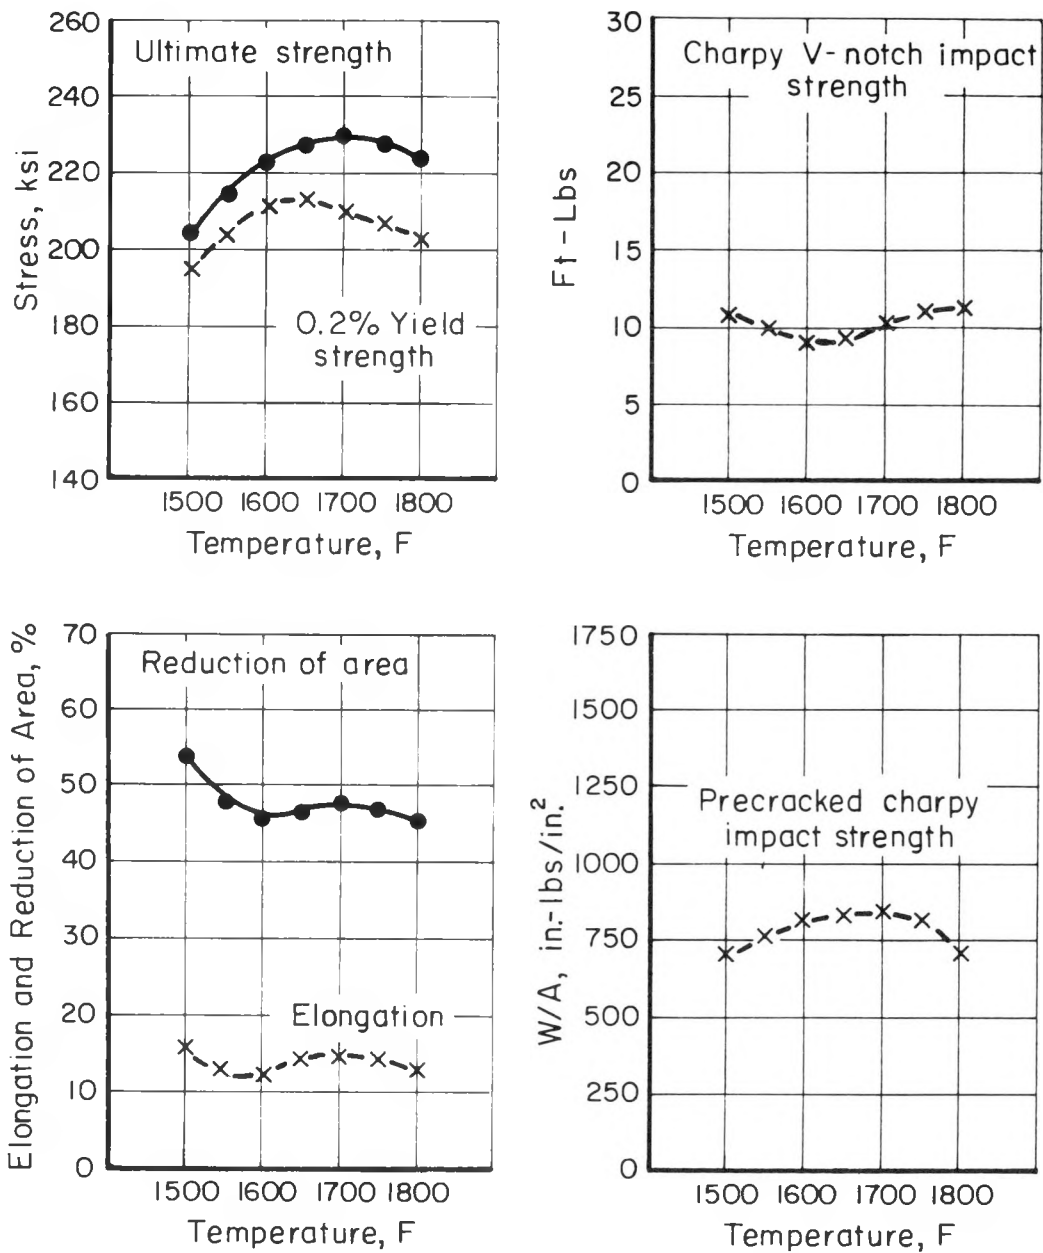 260
240
220
200
180
160
140
Stress, ksi
Ultimate strength
0.2% Yield
strength
1500 1600 1700 1800
Temperature, F
30
25
20
15
10
5
0
Ft-Lbs
Charpy V-notch impact
strength
1500 1600 1700 1800
Temperature, F
70
60
50
40
30
20
10
0
Elongation and Reduction of Area, %
Reduction of area
Elongation
1500 1600 1700 1800
Temperature, F
1750
1500
1250
1000
750
500
250
0
W/A, in.-lbs/in.²
Precracked charpy
impact strength
1500 1600 1700 1800
Temperature, F